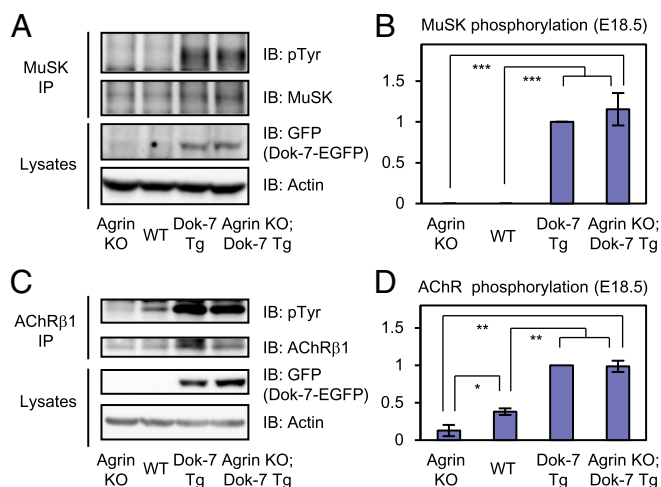 A
MuSK
IP
Lysates
IB: pTyr
IB: MuSK
IB: GFP
(Dok-7-EGFP)
IB: Actin
Agrin
KO
WT
Dok-7
Tg
Agrin KO;
Dok-7 Tg
B
MuSK phosphorylation (E18.5)
1.5
1
0.5
0
***
***
Agrin
KO
WT
Dok-7
Tg
Agrin KO;
Dok-7 Tg
C
AChRβ1
IP
Lysates
IB: pTyr
IB: AChRβ1
IB: GFP
(Dok-7-EGFP)
IB: Actin
Agrin
KO
WT
Dok-7
Tg
Agrin KO;
Dok-7 Tg
D
AChR phosphorylation (E18.5)
1.5
1
0.5
0
**
**
*
Agrin
KO
WT
Dok-7
Tg
Agrin KO;
Dok-7 Tg